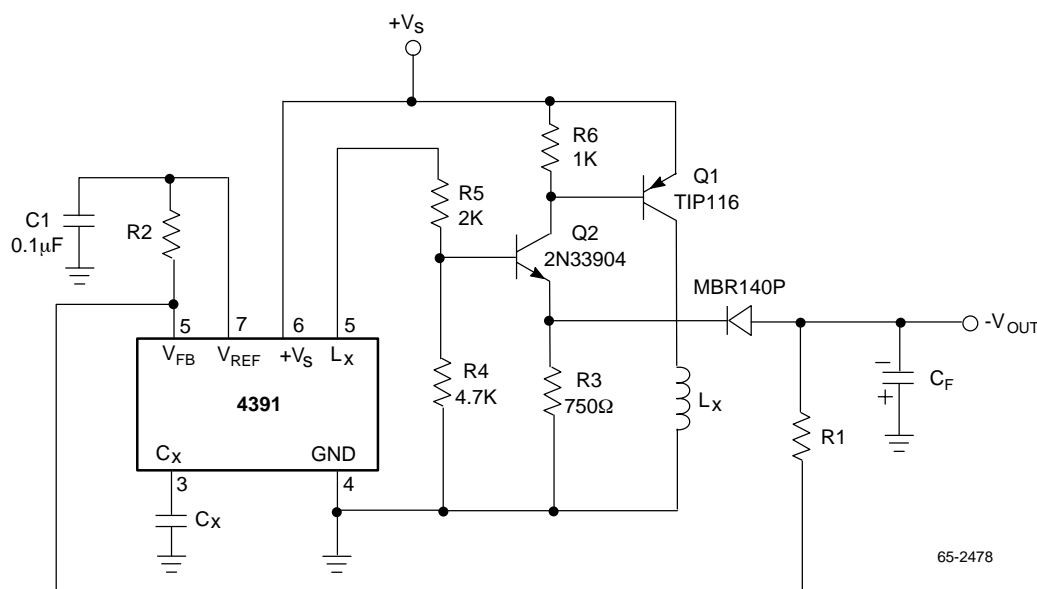 +VS
R6
1K
Q1
TIP116
R5
2K
C1
0.1µF
R2
Q2
2N33904
MBR140P
-VOUT
5
7
6
5
VFB
VREF
+VS
LX
4391
R4
4.7K
R3
750Ω
LX
CF
+
R1
CX
GND
3
4
CX
65-2478